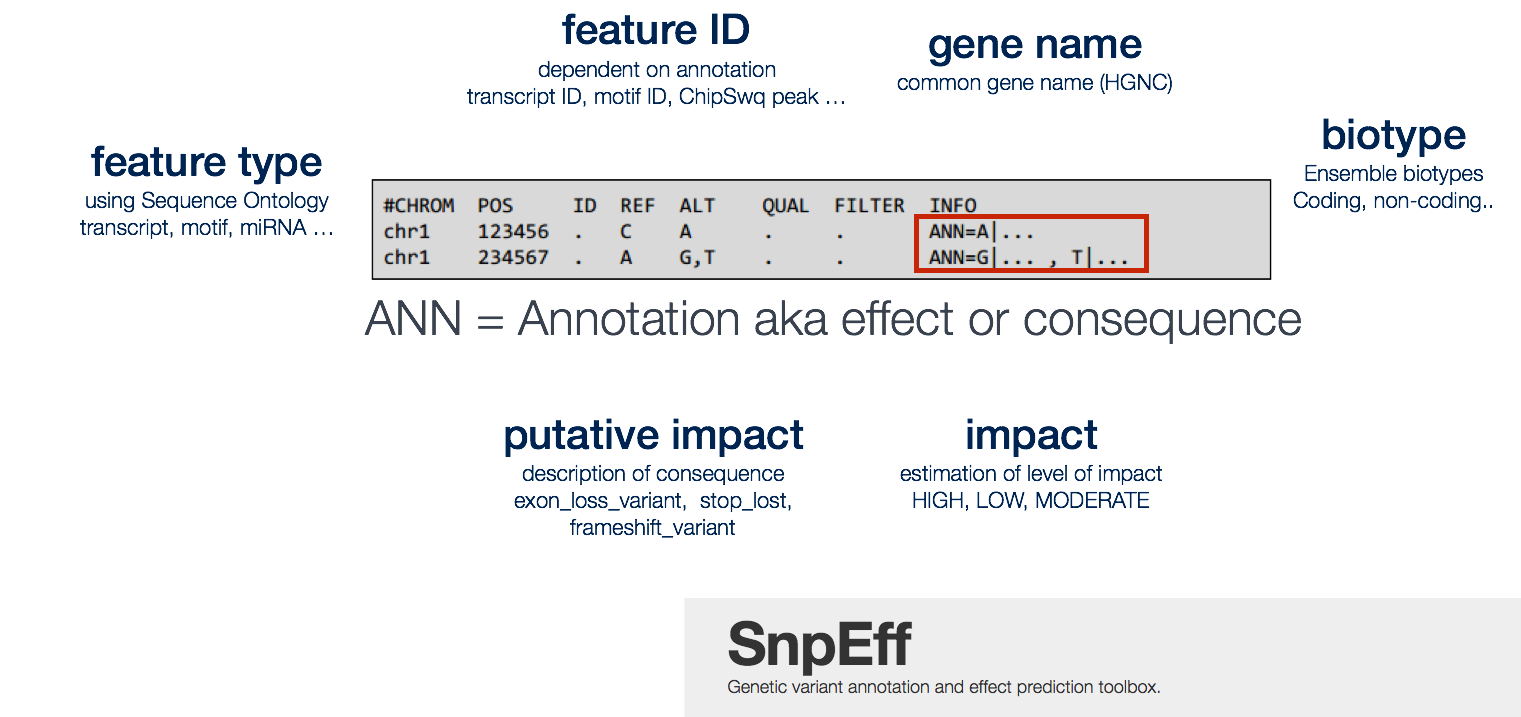 feature ID
dependent on annotation
transcript ID, motif ID, ChipSwq peak …
gene name
common gene name (HGNC)
biotype
Ensemble biotypes
Coding, non-coding..
feature type
using Sequence Ontology
transcript, motif, miRNA …
#CHROM POS ID REF ALT QUAL FILTER INFO
chr1 123456 . C A . . ANN=A|...
chr1 234567 . A G,T . . ANN=G|... , T|...
ANN = Annotation aka effect or consequence
putative impact
description of consequence
exon_loss_variant, stop_lost,
frameshift_variant
impact
estimation of level of impact
HIGH, LOW, MODERATE
SnpEff
Genetic variant annotation and effect prediction toolbox.